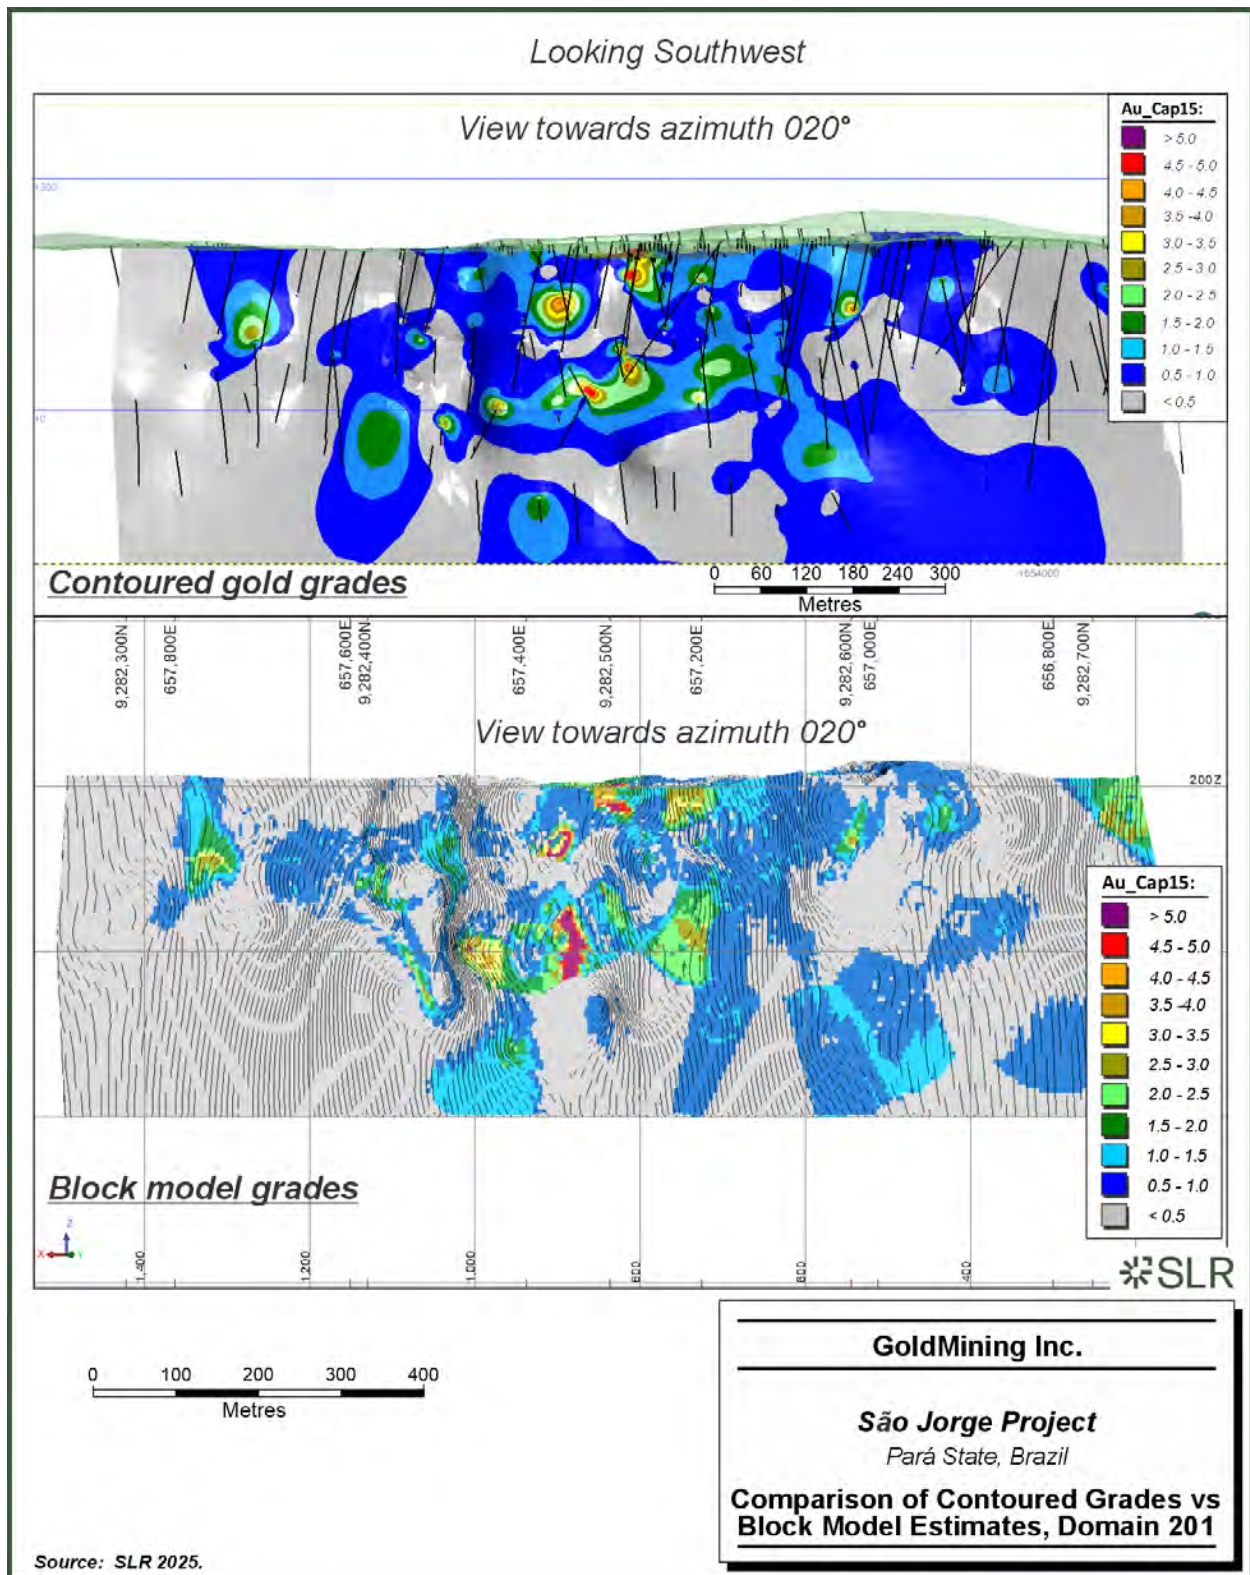 Looking Southwest
View towards azimuth 020°
Au_Cap15:
> 5.0
4.5 - 5.0
4.0 - 4.5
3.5 -4.0
3.0 - 3.5
2.5 - 3.0
2.0 - 2.5
1.5 - 2.0
1.0 - 1.5
0.5 - 1.0
< 0.5
+300
+0
Contoured gold grades
0 60 120 180 240 300
Metres
9,282,300N
657,800E
657,600E
9,282,400N
657,400E
9,282,500N
657,200E
9,282,600N
657,000E
656,800N
9,282,700N
View towards azimuth 020°
200Z
Au_Cap15:
> 5.0
4.5 - 5.0
4.0 - 4.5
3.5 -4.0
3.0 - 3.5
2.5 - 3.0
2.0 - 2.5
1.5 - 2.0
1.0 - 1.5
0.5 - 1.0
< 0.5
Block model grades
Z
X
Y
1,400
1,000
600
SLR
0 100 200 300 400
Metres
GoldMining Inc.
São Jorge Project
Pará State, Brazil
Comparison of Contoured Grades vs
Block Model Estimates, Domain 201
Source: SLR 2025.